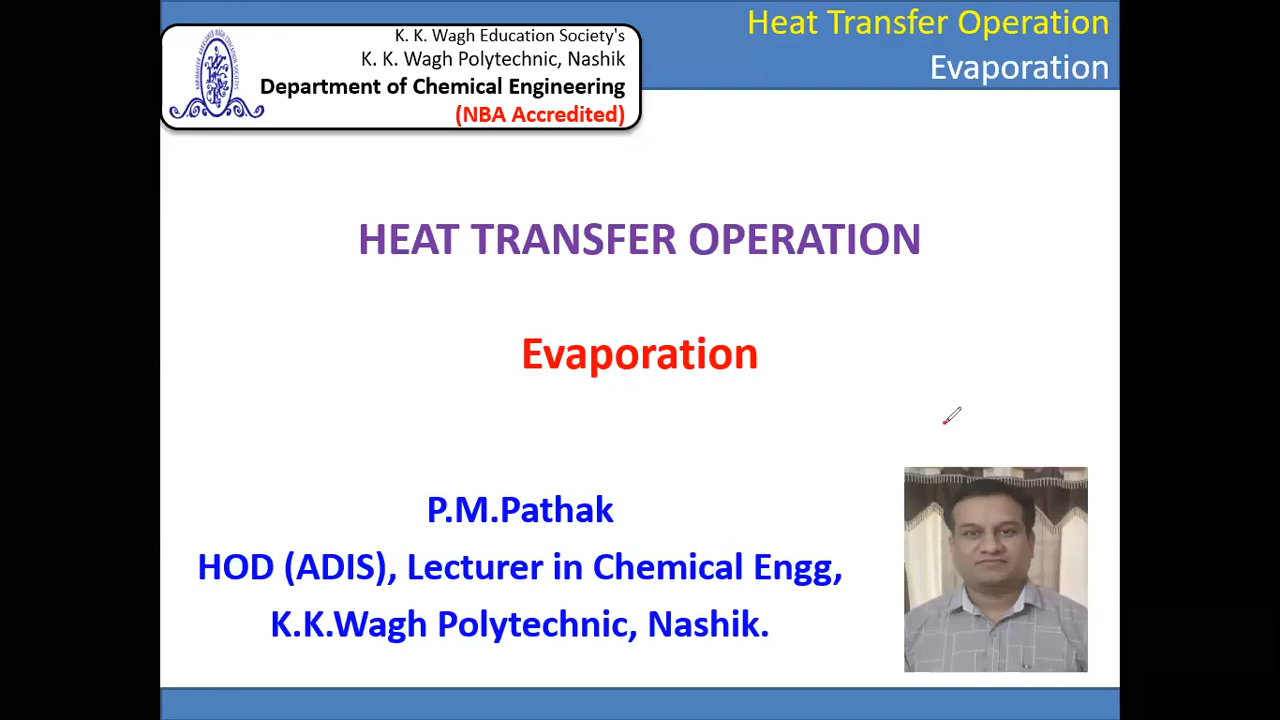 Heat Transfer Operation
Evaporation
K. K. Wagh Education Society's
K. K. Wagh Polytechnic, Nashik
Department of Chemical Engineering
(NBA Accredited)
HEAT TRANSFER OPERATION
Evaporation
P.M.Pathak
HOD (ADIS), Lecturer in Chemical Engg,
K.K.Wagh Polytechnic, Nashik.